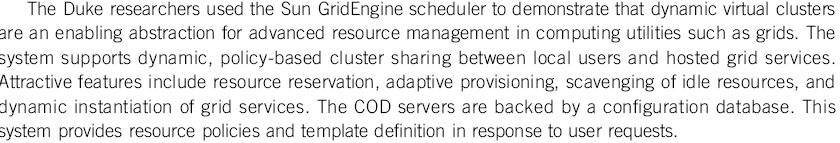 The Duke researchers used the Sun GridEngine scheduler to demonstrate that dynamic virtual clusters
are an enabling abstraction for advanced resource management in computing utilities such as grids. The
system supports dynamic, policy-based cluster sharing between local users and hosted grid services.
Attractive features include resource reservation, adaptive provisioning, scavenging of idle resources, and
dynamic instantiation of grid services. The COD servers are backed by a configuration database. This
system provides resource policies and template definition in response to user requests.